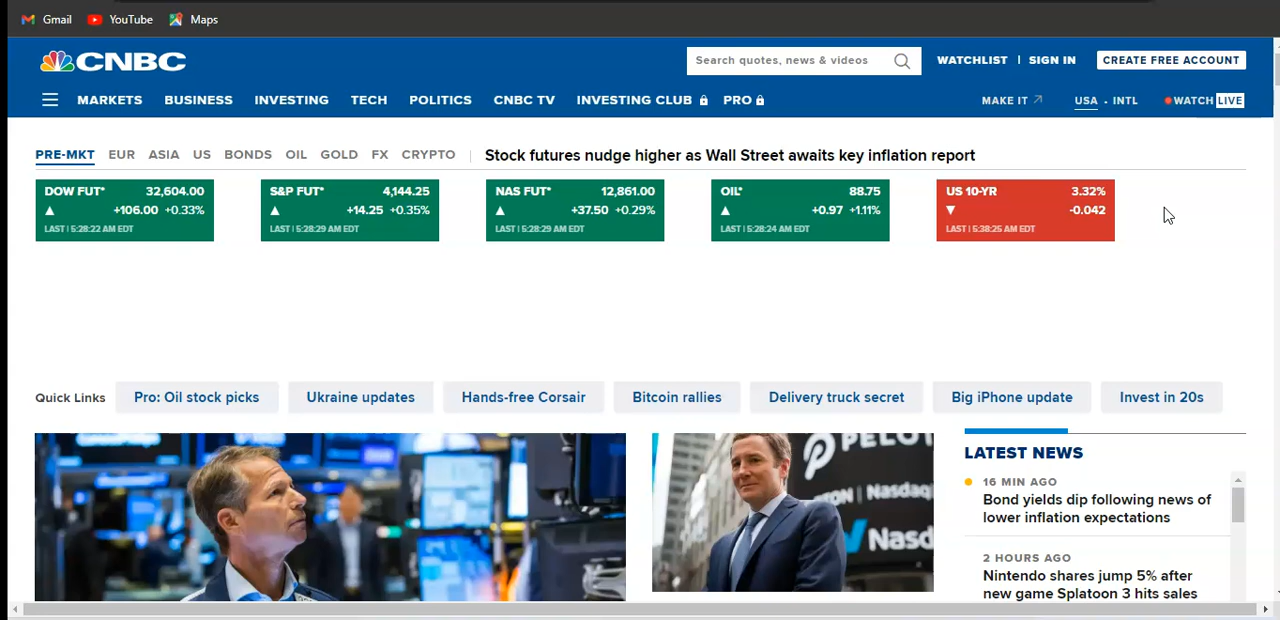 Gmail YouTube Maps
CNBC Search quotes, news & videos WATCHLIST | SIGN IN CREATE FREE ACCOUNT
MARKETS BUSINESS INVESTING TECH POLITICS CNBC TV INVESTING CLUB PRO MAKE IT USA • INTL WATCH LIVE
PRE-MKT EUR ASIA US BONDS OIL GOLD FX CRYPTO | Stock futures nudge higher as Wall Street awaits key inflation report
DOW FUT* 32,604.00
+106.00 +0.33%
LAST | 5:28:22 AM EDT
S&P FUT* 4,144.25
+14.25 +0.35%
LAST | 5:28:29 AM EDT
NAS FUT* 12,861.00
+37.50 +0.29%
LAST | 5:28:29 AM EDT
OIL* 88.75
+0.97 +1.11%
LAST | 5:28:24 AM EDT
US 10-YR 3.32%
-0.042
LAST | 5:38:25 AM EDT
Quick Links Pro: Oil stock picks Ukraine updates Hands-free Corsair Bitcoin rallies Delivery truck secret Big iPhone update Invest in 20s
PELOT
TON | Nasdaq
Nasd
LATEST NEWS
16 MIN AGO
Bond yields dip following news of
lower inflation expectations
2 HOURS AGO
Nintendo shares jump 5% after
new game Splatoon 3 hits sales